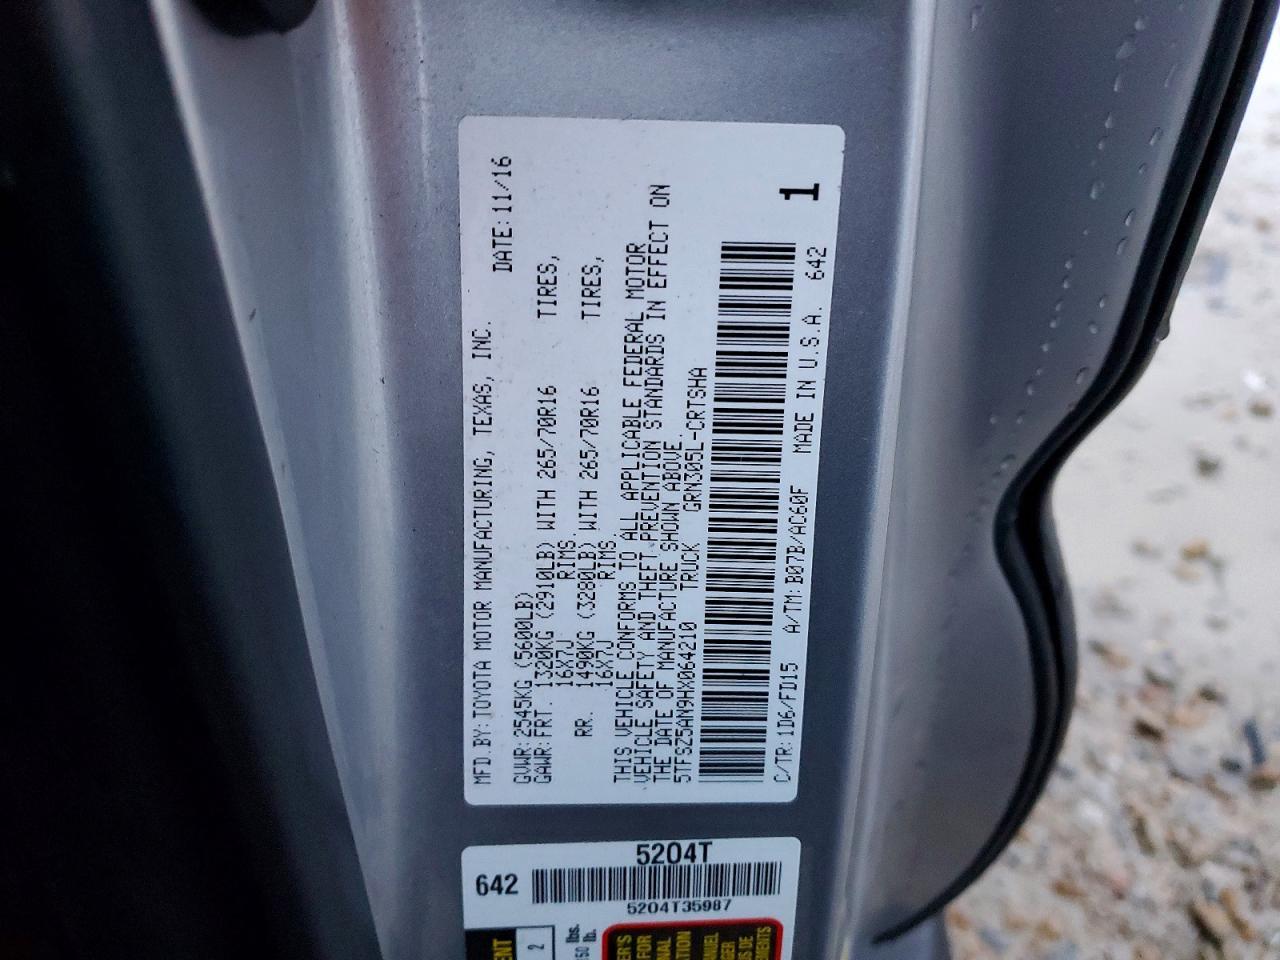 MFD.BY:TOYOTA MOTOR MANUFACTURING, TEXAS, INC.
DATE:11/16
GVWR:2545KG (5600LB)
GAWR:FRT. 1320KG (2910LB) WITH 265/70R16 TIRES,
16X7J RIMS
RR. 1490KG (3280LB) WITH 265/70R16 TIRES,
16X7J RIMS.
THIS VEHICLE CONFORMS TO ALL APPLICABLE FEDERAL MOTOR
VEHICLE SAFETY AND THEFT PREVENTION STANDARDS IN EFFECT ON
THE DATE OF MANUFACTURE SHOWN ABOVE.
5TFSZ5AN9HX064210 TRUCK GRN305L-CRTSHA
C/TR:1D6/FD15 A/TM:B07B/AC60F MADE IN U.S.A. 642
1
5204T
642
5204T35987
2
lbs.
lb.